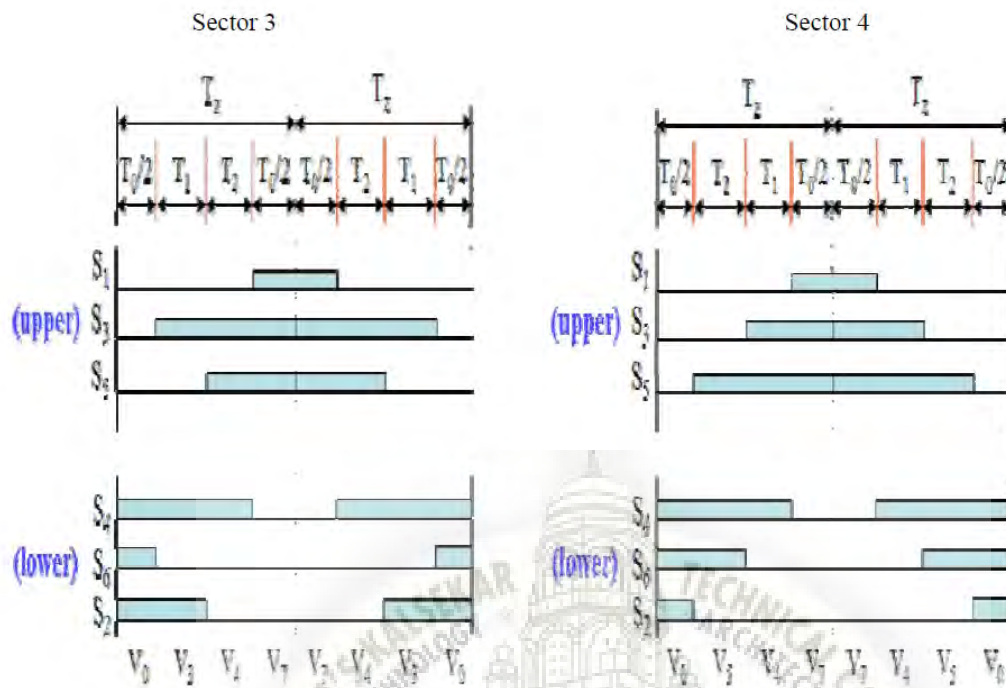 Sector 3
Sector 4
T_z T_z
T_z T_z
T_0/2 T_1 T_2 T_0/2 T_0/2 T_2 T_1 T_0/2
T_0/2 T_2 T_1 T_0/2 T_0/2 T_1 T_2 T_0/2
S_1
(upper) S_3
S_5
S_1
(upper) S_3
S_5
S_4
(lower) S_6
S_2
S_4
(lower) S_6
S_2
V_0 V_3 V_4 V_7 V_7 V_4 V_3 V_0
V_0 V_5 V_4 V_7 V_7 V_4 V_5 V_0
KALSEKAR TECHNICAL